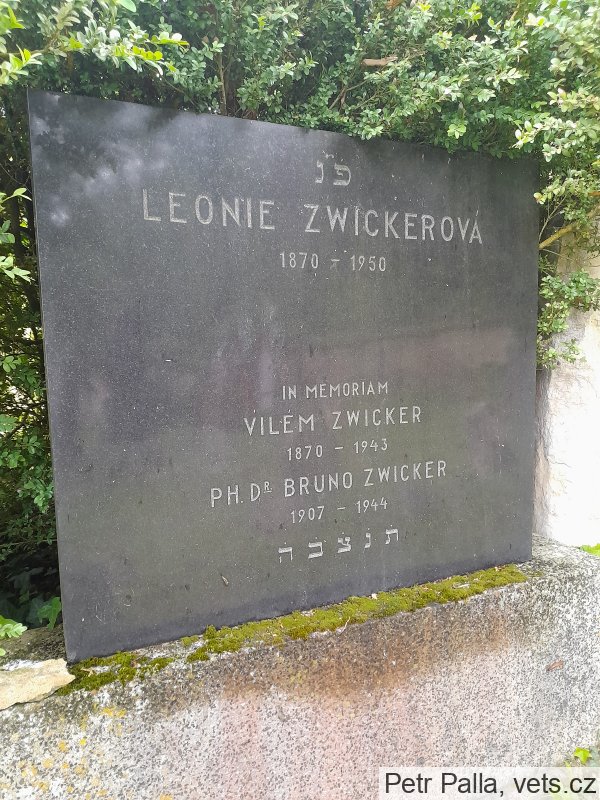 פ״נ
LEONIE ZWICKEROVÁ
1870 – 1950
IN MEMORIAM
VILÉM ZWICKER
1870 – 1943
PH. DR. BRUNO ZWICKER
1907 – 1944
תנצבה
Petr Palla, vets.cz